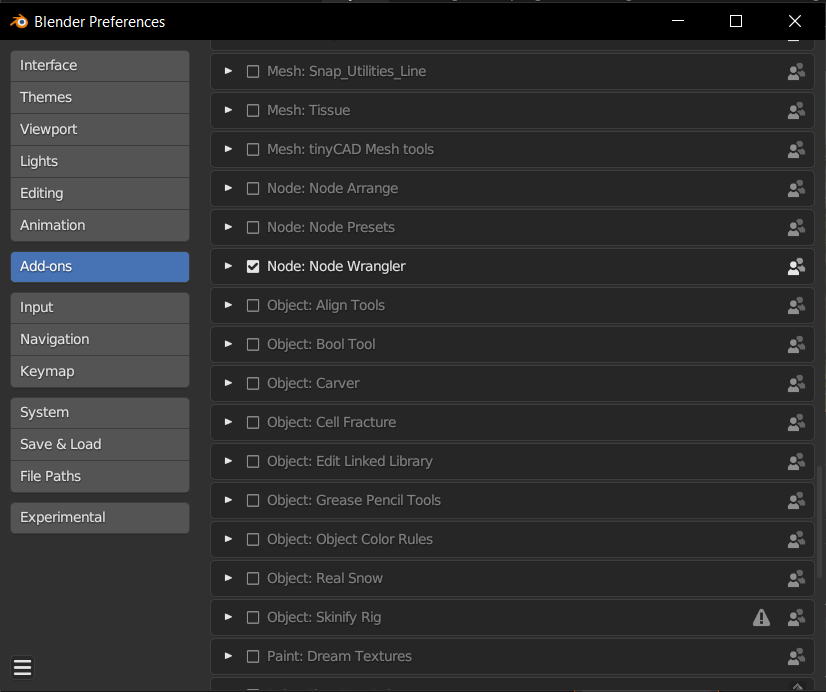 Blender Preferences
Interface
Themes
Viewport
Lights
Editing
Animation
Add-ons
Input
Navigation
Keymap
System
Save & Load
File Paths
Experimental
Mesh: Snap_Utilities_Line
Mesh: Tissue
Mesh: tinyCAD Mesh tools
Node: Node Arrange
Node: Node Presets
Node: Node Wrangler
Object: Align Tools
Object: Bool Tool
Object: Carver
Object: Cell Fracture
Object: Edit Linked Library
Object: Grease Pencil Tools
Object: Object Color Rules
Object: Real Snow
Object: Skinify Rig
Paint: Dream Textures